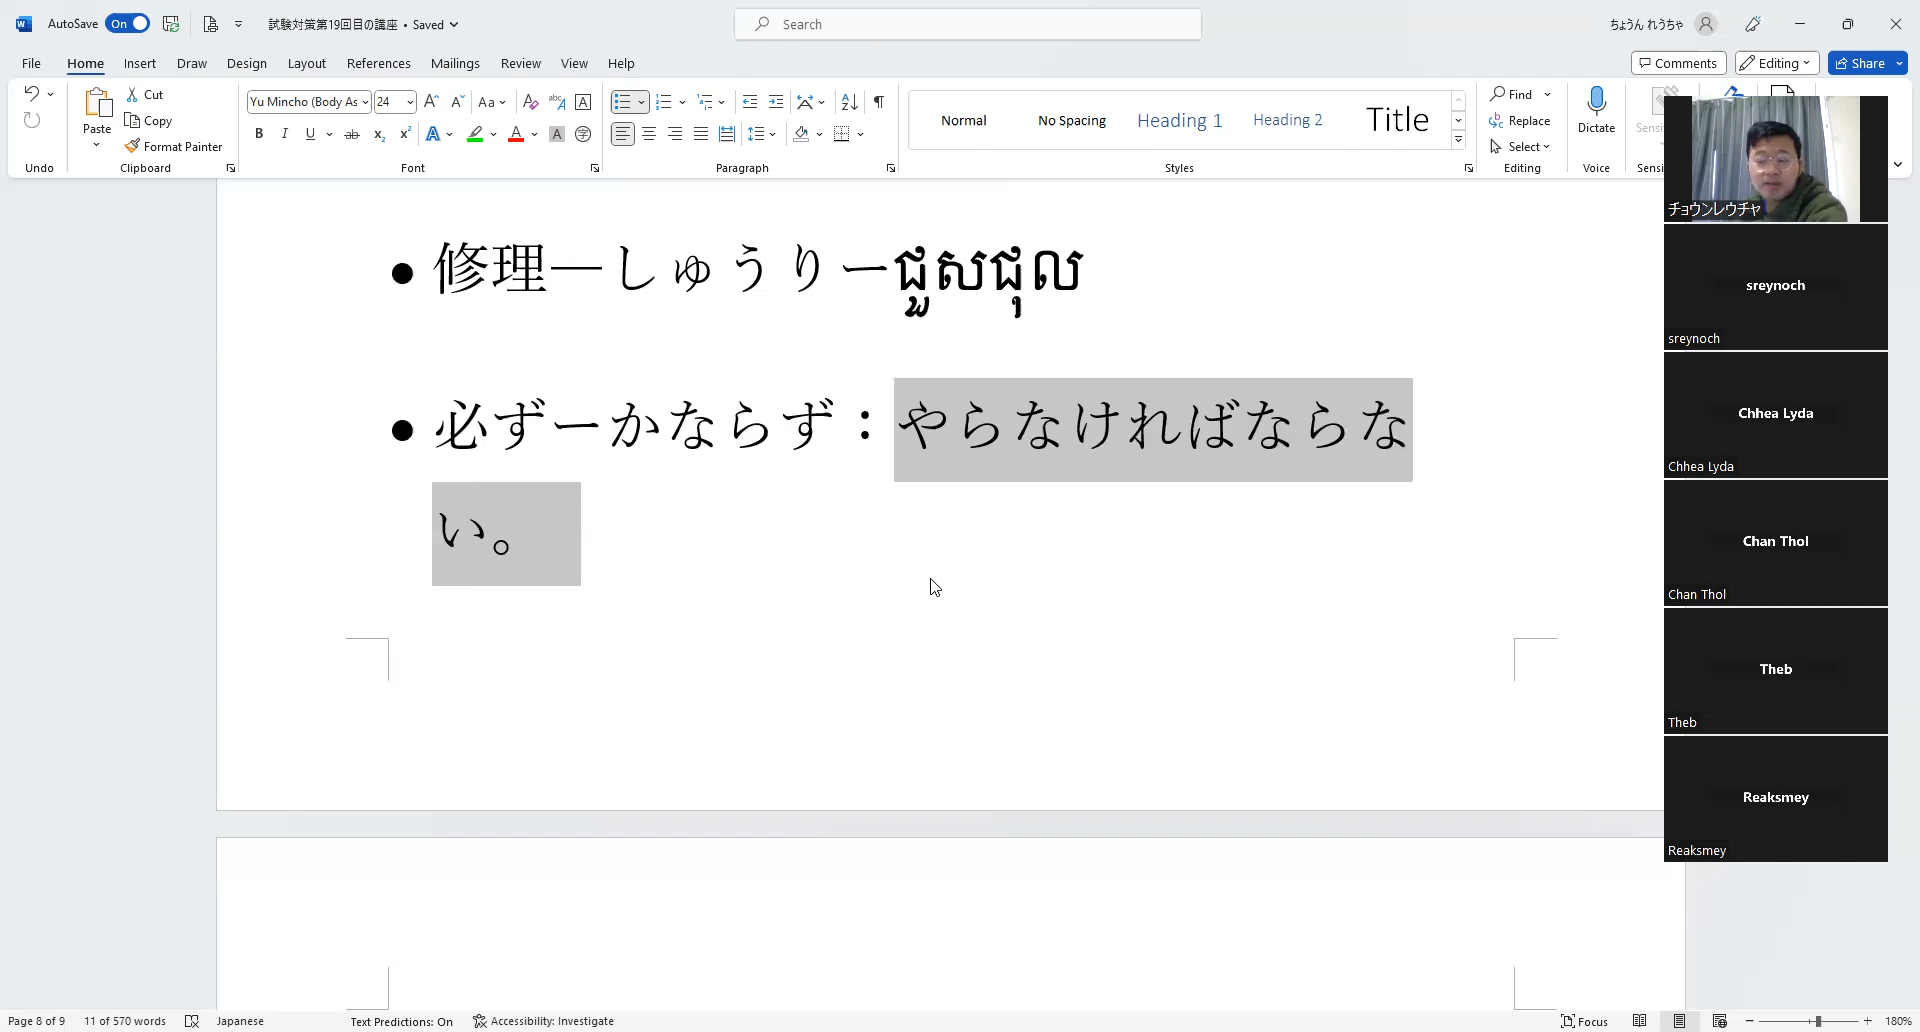 AutoSave On 試験対策第19回目の講座 • Saved Search ちょうん れうちゃ
File Home Insert Draw Design Layout References Mailings Review View Help Comments Editing Share
Paste Cut Copy Format Painter
Yu Mincho (Body As 24 Aa
Normal No Spacing Heading 1 Heading 2 Title
Find Replace Select
Dictate
Undo Clipboard Font Paragraph Styles Editing Voice Sensi
チョウンレウチャ
• 修理―しゅうりーជួសជុល
• 必ずーかならず：やらなければならな
い。
sreynoch
sreynoch
Chhea Lyda
Chhea Lyda
Chan Thol
Chan Thol
Theb
Theb
Reaksmey
Reaksmey
Page 8 of 9 11 of 570 words Japanese Text Predictions: On Accessibility: Investigate Focus 180%